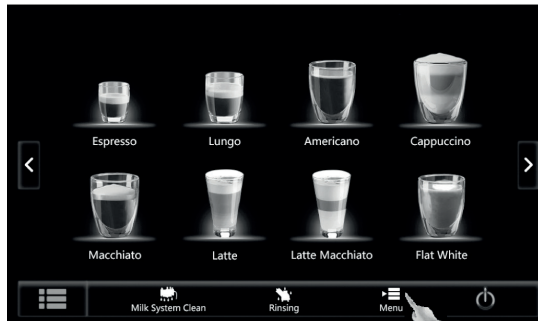 Espresso
Lungo
Americano
Cappuccino
Macchiato
Latte
Latte Macchiato
Flat White
Milk System Clean
Rinsing
Menu